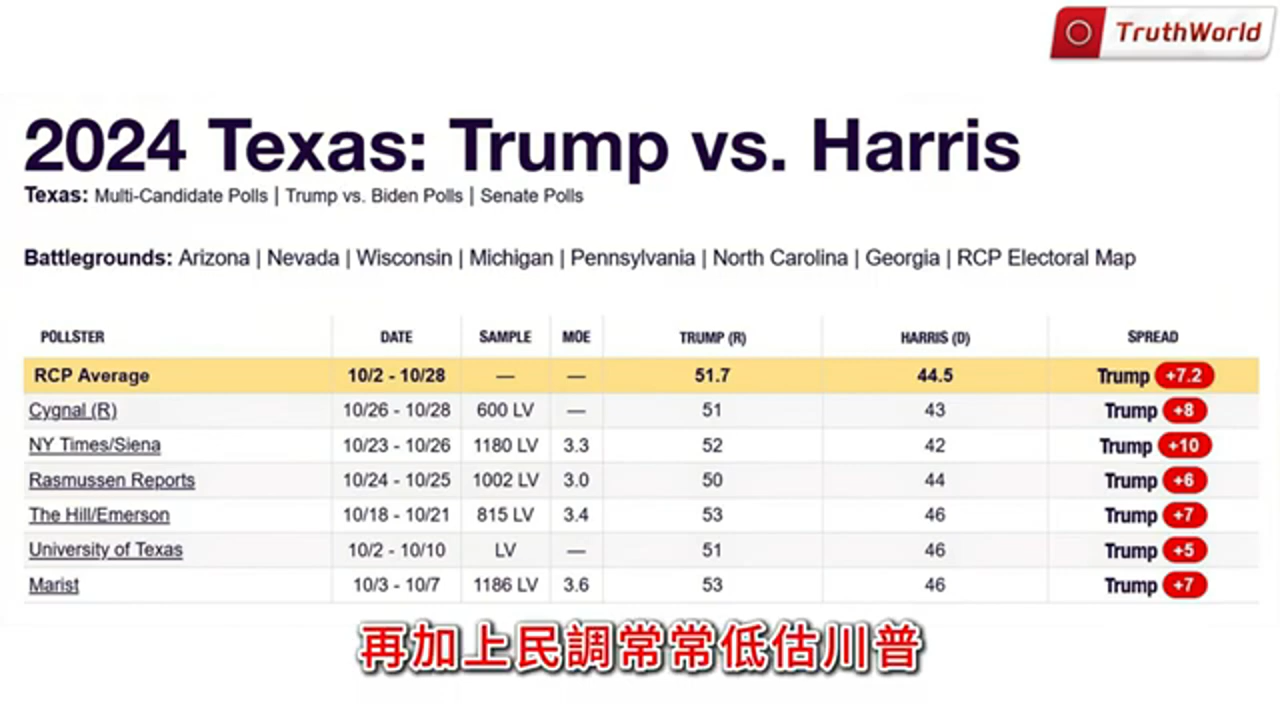 TruthWorld
2024 Texas: Trump vs. Harris
Texas: Multi-Candidate Polls | Trump vs. Biden Polls | Senate Polls
Battlegrounds: Arizona | Nevada | Wisconsin | Michigan | Pennsylvania | North Carolina | Georgia | RCP Electoral Map
POLLSTER DATE SAMPLE MOE TRUMP (R) HARRIS (D) SPREAD
RCP Average 10/2 - 10/28 — — 51.7 44.5 Trump +7.2
Cygnal (R) 10/26 - 10/28 600 LV — 51 43 Trump +8
NY Times/Siena 10/23 - 10/26 1180 LV 3.3 52 42 Trump +10
Rasmussen Reports 10/24 - 10/25 1002 LV 3.0 50 44 Trump +6
The Hill/Emerson 10/18 - 10/21 815 LV 3.4 53 46 Trump +7
University of Texas 10/2 - 10/10 LV — 51 46 Trump +5
Marist 10/3 - 10/7 1186 LV 3.6 53 46 Trump +7
再加上民調常常低估川普